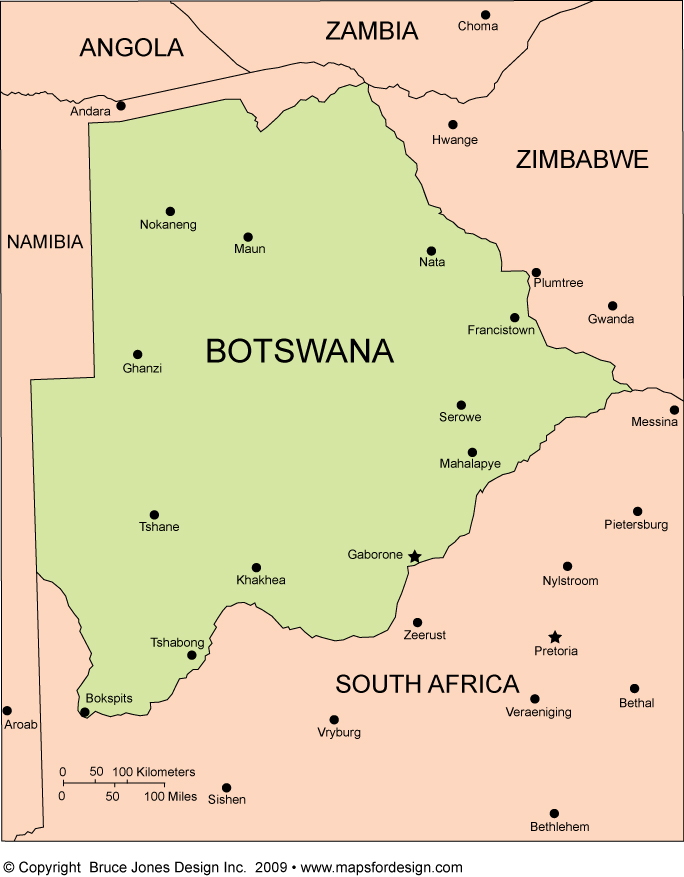 ZAMBIA
Choma
ANGOLA
Andara
Hwange
ZIMBABWE
Nokaneng
NAMIBIA
Maun
Nata
Plumtree
Gwanda
Francistown
BOTSWANA
Ghanzi
Serowe
Messina
Mahalapye
Tshane
Pietersburg
Gaborone
Khakhea
Nylstroom
Zeerust
Tshabong
Pretoria
SOUTH AFRICA
Bokspits
Bethal
Veraeniging
Aroab
Vryburg
0 50 100 Kilometers
0 50 100 Miles
Sishen
Bethlehem
© Copyright Bruce Jones Design Inc. 2009 • www.mapsfordesign.com